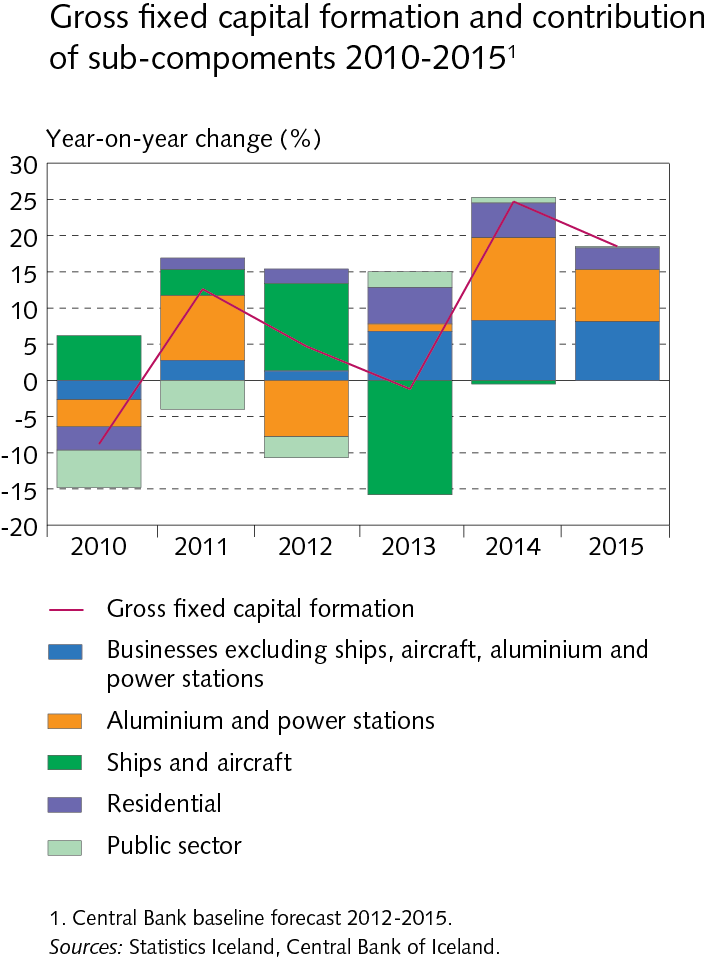 Gross fixed capital formation and contribution
of sub-compoments 2010-2015¹
Year-on-year change (%)
30
25
20
15
10
5
0
-5
-10
-15
-20
2010 2011 2012 2013 2014 2015
Gross fixed capital formation
Businesses excluding ships, aircraft, aluminium and
power stations
Aluminium and power stations
Ships and aircraft
Residential
Public sector
1. Central Bank baseline forecast 2012-2015.
Sources: Statistics Iceland, Central Bank of Iceland.